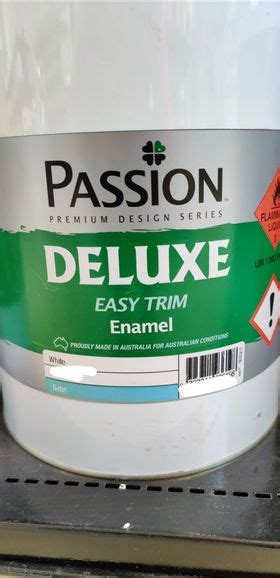 PASSION
PREMIUM DESIGN SERIES
DELUXE
EASY TRIM
Enamel
PROUDLY MADE IN AUSTRALIA FOR AUSTRALIAN CONDITIONS
White
Satin